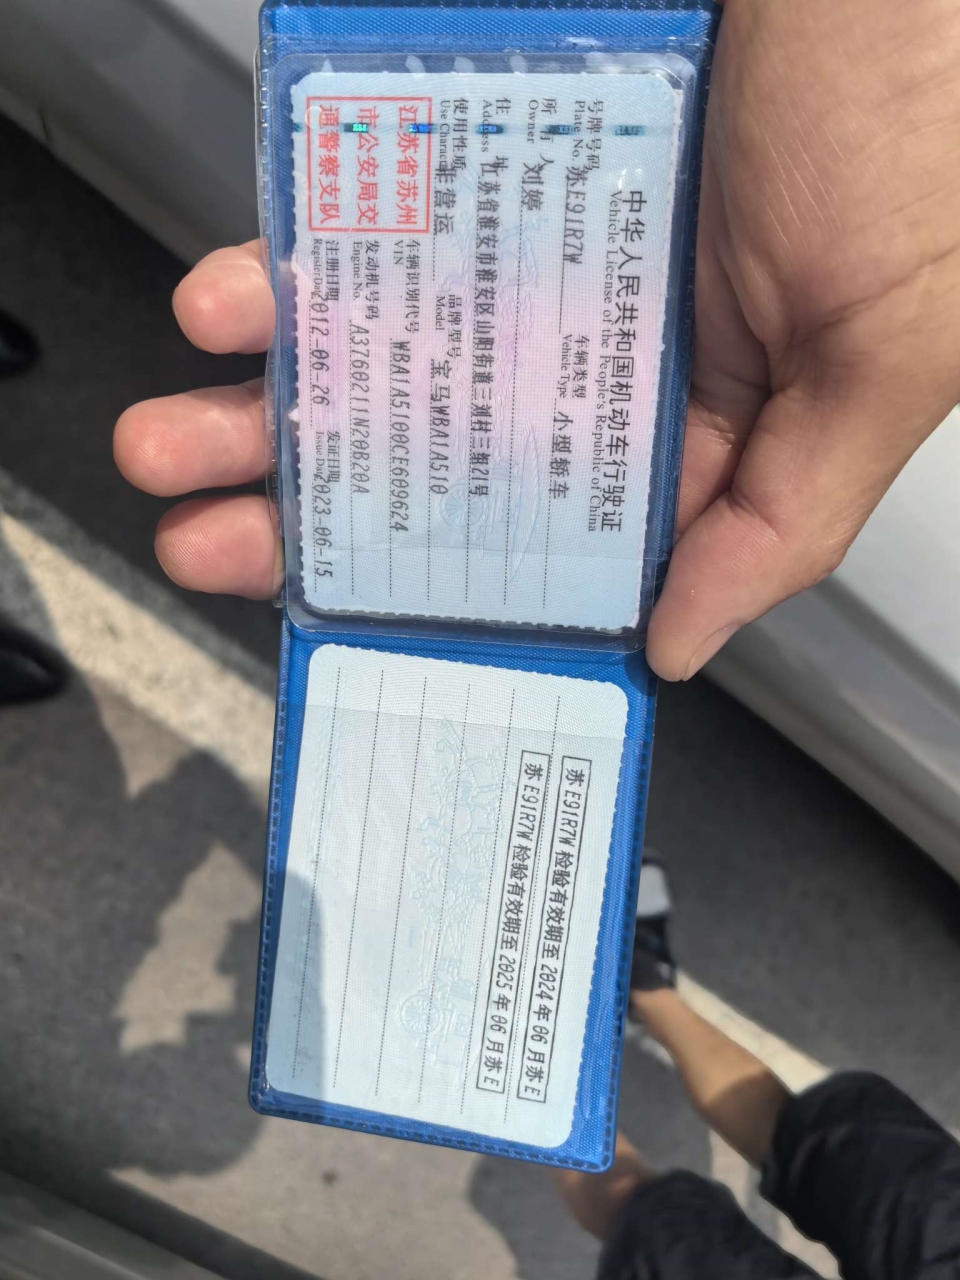 中华人民共和国机动车行驶证
Vehicle License of the People's Republic of China
号牌号码 苏E91R7W 车辆类型 小型轿车
Plate No. Vehicle Type
所有人 刘婷
Owner
住址 江苏省淮安市淮安区山阳街道三洞村三组21号
Address
使用性质 非营运 品牌型号 宝马WBA1A510
Use Character Model
江苏省苏州
市公安局交
通警察支队
车辆识别代号 WBA1A5100CE609624
VIN
发动机号码 A3760211N20B20A
Engine No.
注册日期 2012-06-26 发证日期 2023-06-15
Register Date Issue Date
苏E91R7W 检验有效期至 2024年06月苏E
苏E91R7W 检验有效期至 2025年06月苏E